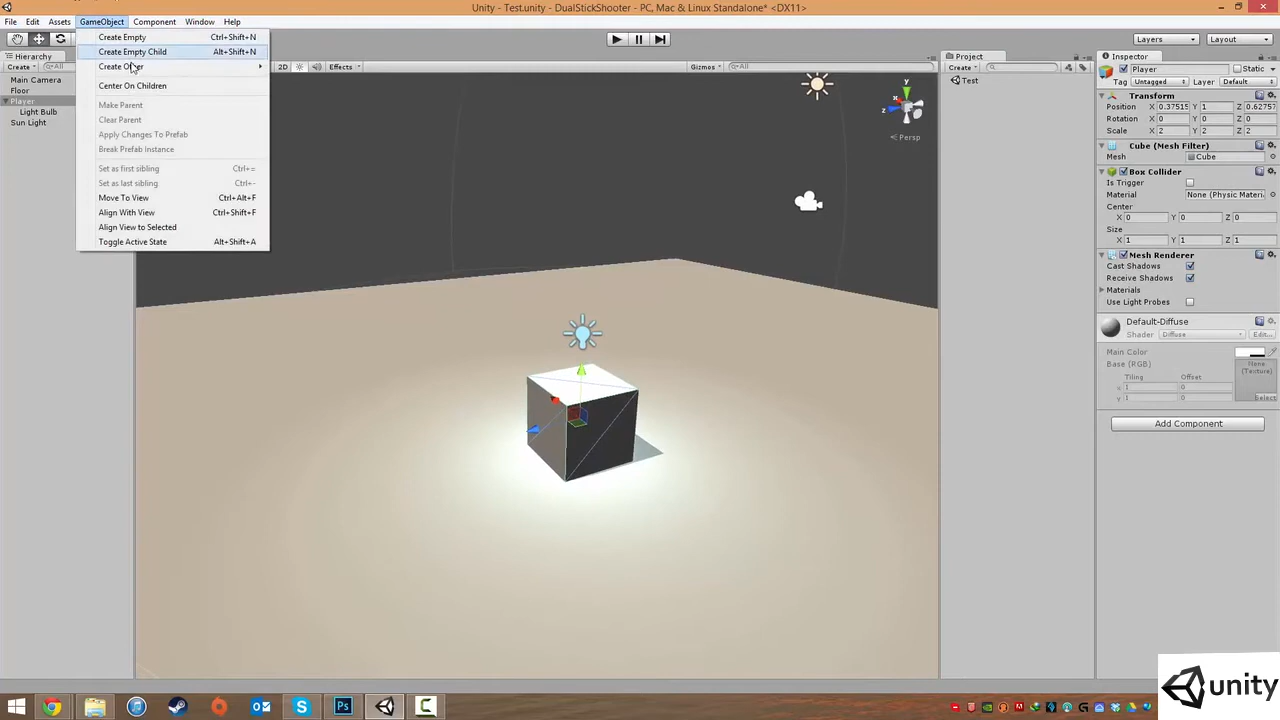 Unity - Test.unity - DualStickShooter - PC, Mac & Linux Standalone* <DX11>
File Edit Assets GameObject Component Window Help
Layers Layout
Hierarchy
Create All
Main Camera
Floor
Player
Light Bulb
Sun Light
Create Empty Ctrl+Shift+N
Create Empty Child Alt+Shift+N
Create Other
Center On Children
Make Parent
Clear Parent
Apply Changes To Prefab
Break Prefab Instance
Set as first sibling Ctrl+=
Set as last sibling Ctrl+-
Move To View Ctrl+Alt+F
Align With View Ctrl+Shift+F
Align View to Selected
Toggle Active State Alt+Shift+A
2D Effects Gizmos All
y
x
Persp
Project
Create
Test
Inspector
Player Static
Tag Untagged Layer Default
Transform
Position X 0.37515 Y 1 Z 0.62757
Rotation X 0 Y 0 Z 0
Scale X 2 Y 2 Z 2
Cube (Mesh Filter)
Mesh Cube
Box Collider
Is Trigger
Material None (Physic Materi
Center
X 0 Y 0 Z 0
Size
X 1 Y 1 Z 1
Mesh Renderer
Cast Shadows
Receive Shadows
Materials
Use Light Probes
Default-Diffuse
Shader Diffuse Edit...
Main Color
Base (RGB) None (Texture)
Tiling Offset
x 1 0
y 1 0
Select
Add Component
Ps
unity